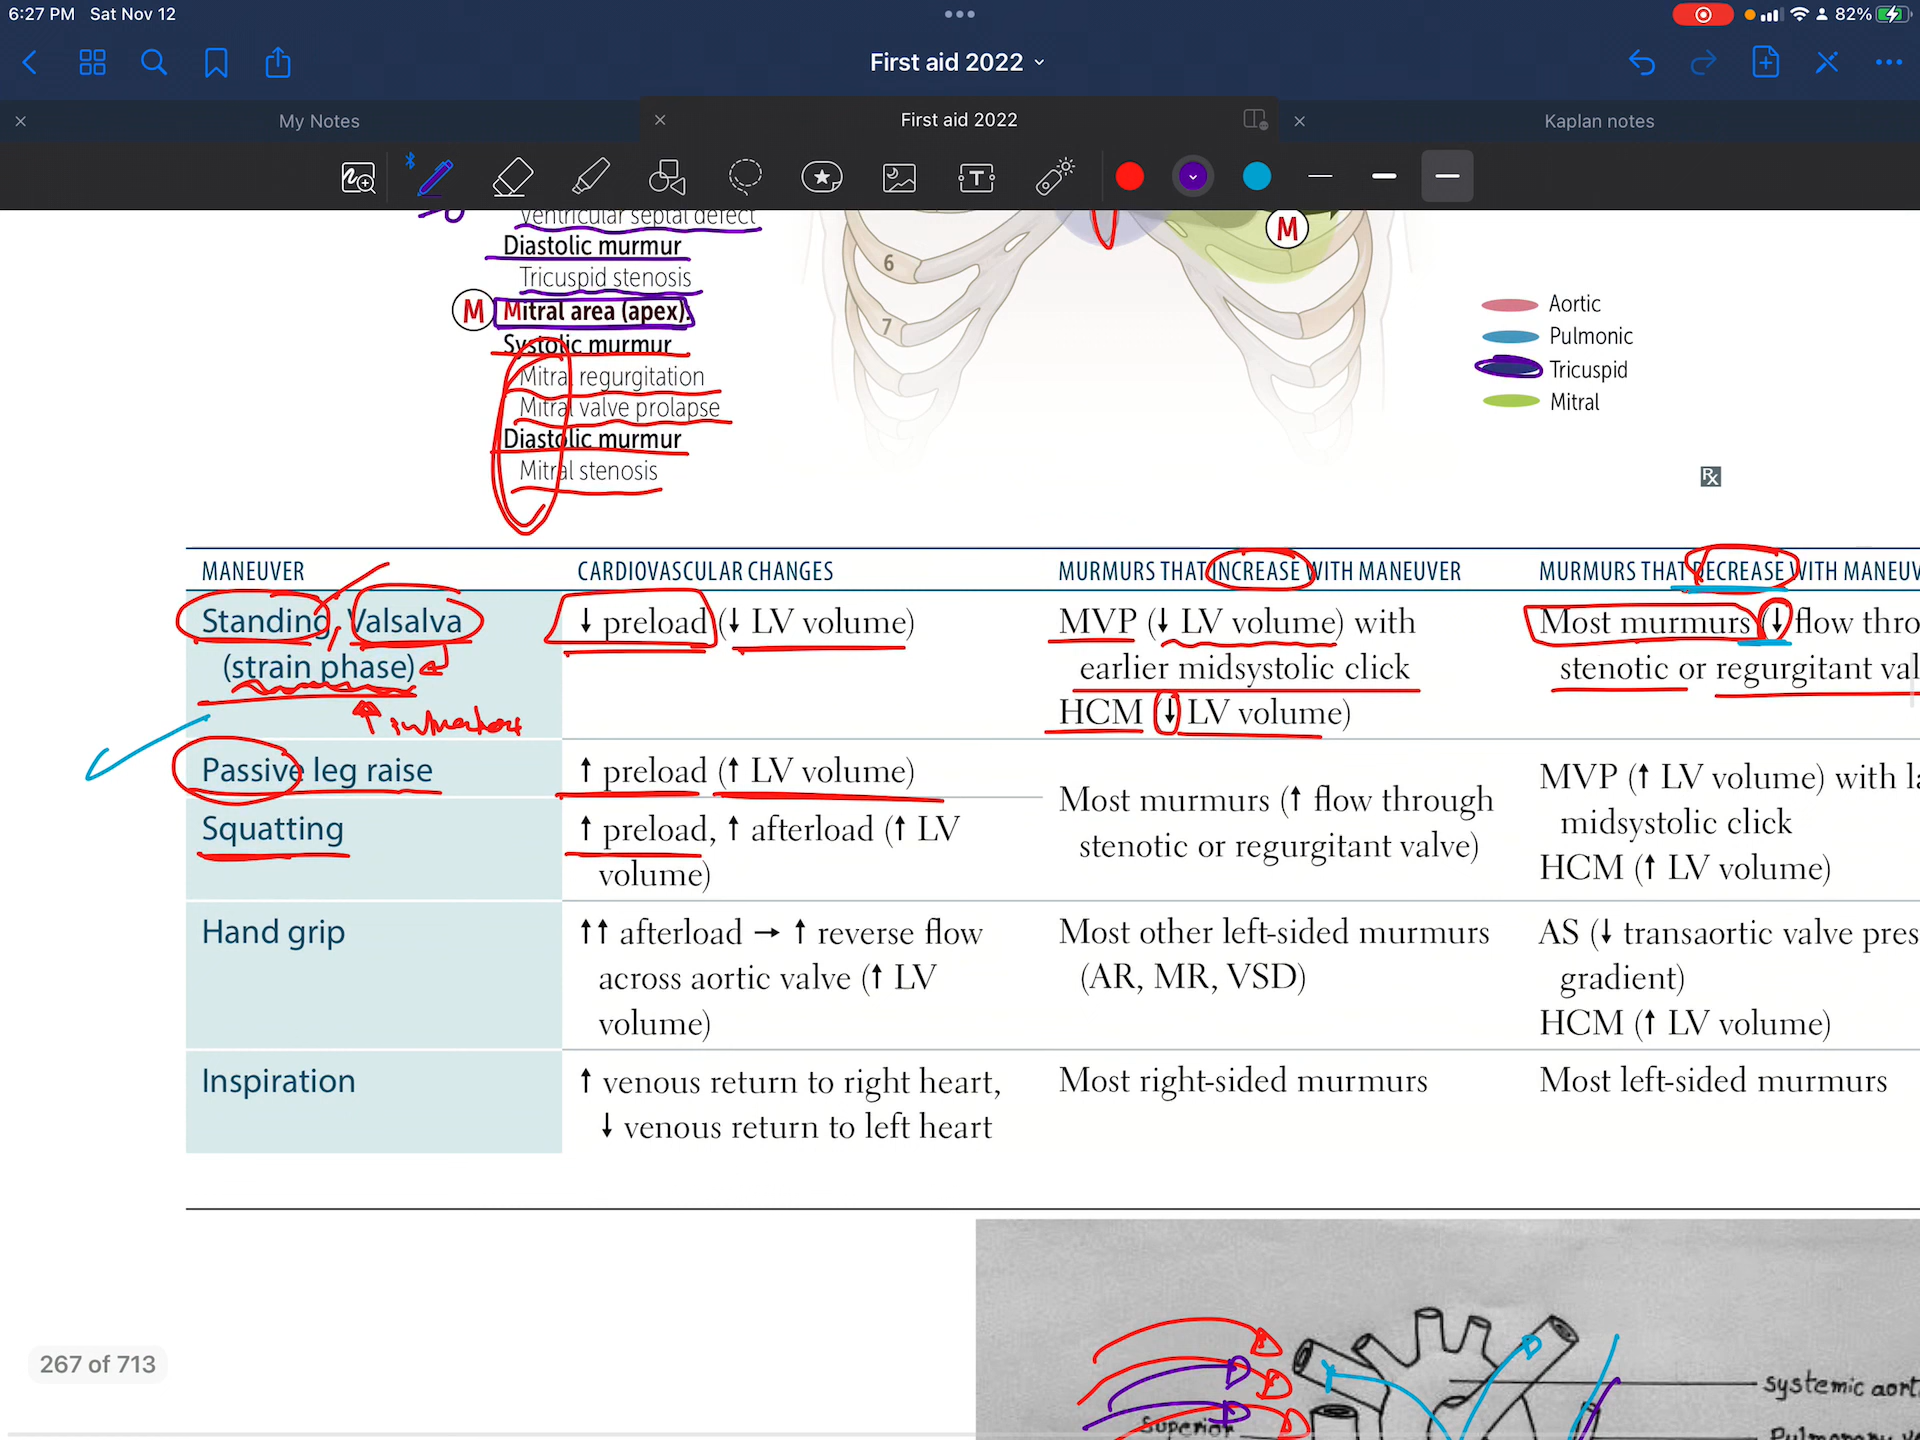 6:27 PM Sat Nov 12
82%
First aid 2022
My Notes
First aid 2022
Kaplan notes
Ventricular septal defect
Diastolic murmur
Tricuspid stenosis
M Mitral area (apex)
Systolic murmur
Mitral regurgitation
Mitral valve prolapse
Diastolic murmur
Mitral stenosis
6
7
M
Aortic
Pulmonic
Tricuspid
Mitral
Rx
MANEUVER CARDIOVASCULAR CHANGES MURMURS THAT INCREASE WITH MANEUVER MURMURS THAT DECREASE WITH MANEUV
Standing, Valsalva
(strain phase)
↓ preload (↓ LV volume)
MVP (↓ LV volume) with
earlier midsystolic click
HCM (↓ LV volume)
Most murmurs (↓ flow thro
stenotic or regurgitant val
Passive leg raise
↑ preload (↑ LV volume)
Squatting
↑ preload, ↑ afterload (↑ LV
volume)
Most murmurs (↑ flow through
stenotic or regurgitant valve)
MVP (↑ LV volume) with la
midsystolic click
HCM (↑ LV volume)
Hand grip
↑↑ afterload → ↑ reverse flow
across aortic valve (↑ LV
volume)
Most other left-sided murmurs
(AR, MR, VSD)
AS (↓ transaortic valve pres
gradient)
HCM (↑ LV volume)
Inspiration
↑ venous return to right heart,
↓ venous return to left heart
Most right-sided murmurs
Most left-sided murmurs
267 of 713
systemic aort
Superior
Pulmonary v